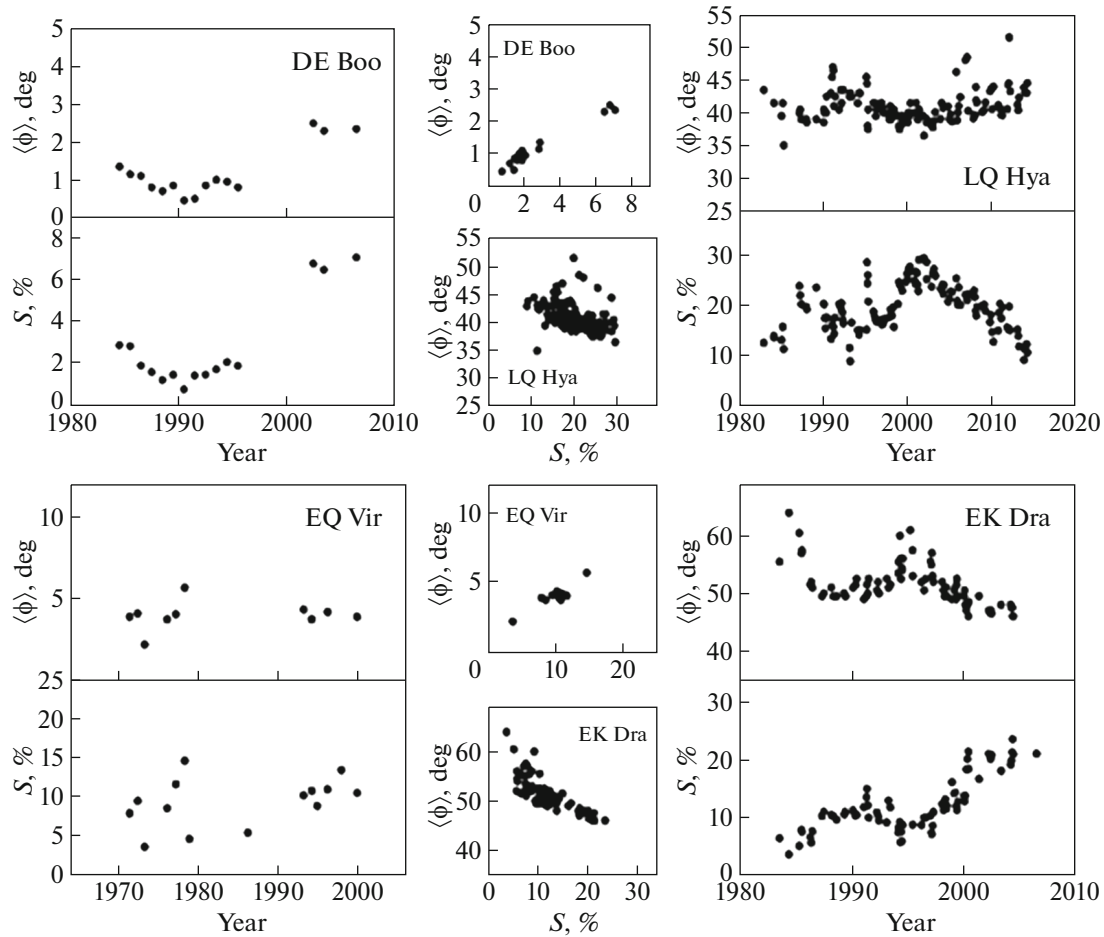 5
4
3
2
1
0
⟨ϕ⟩, deg
DE Boo
8
6
4
2
0
S, %
1980 1990 2000 2010
Year
5
4
3
2
1
0
⟨ϕ⟩, deg
DE Boo
2 4 6 8
55
50
45
40
35
30
25
⟨ϕ⟩, deg
LQ Hya
0 10 20 30
S, %
55
50
45
40
35
30
25
⟨ϕ⟩, deg
LQ Hya
30
20
10
0
S, %
1980 1990 2000 2010 2020
Year
10
5
⟨ϕ⟩, deg
EQ Vir
25
20
15
10
5
0
S, %
1970 1980 1990 2000
Year
10
5
0
⟨ϕ⟩, deg
EQ Vir
10 20
60
50
40
⟨ϕ⟩, deg
EK Dra
0 10 20 30
S, %
60
50
40
⟨ϕ⟩, deg
EK Dra
30
20
10
0
S, %
1980 1990 2000 2010
Year